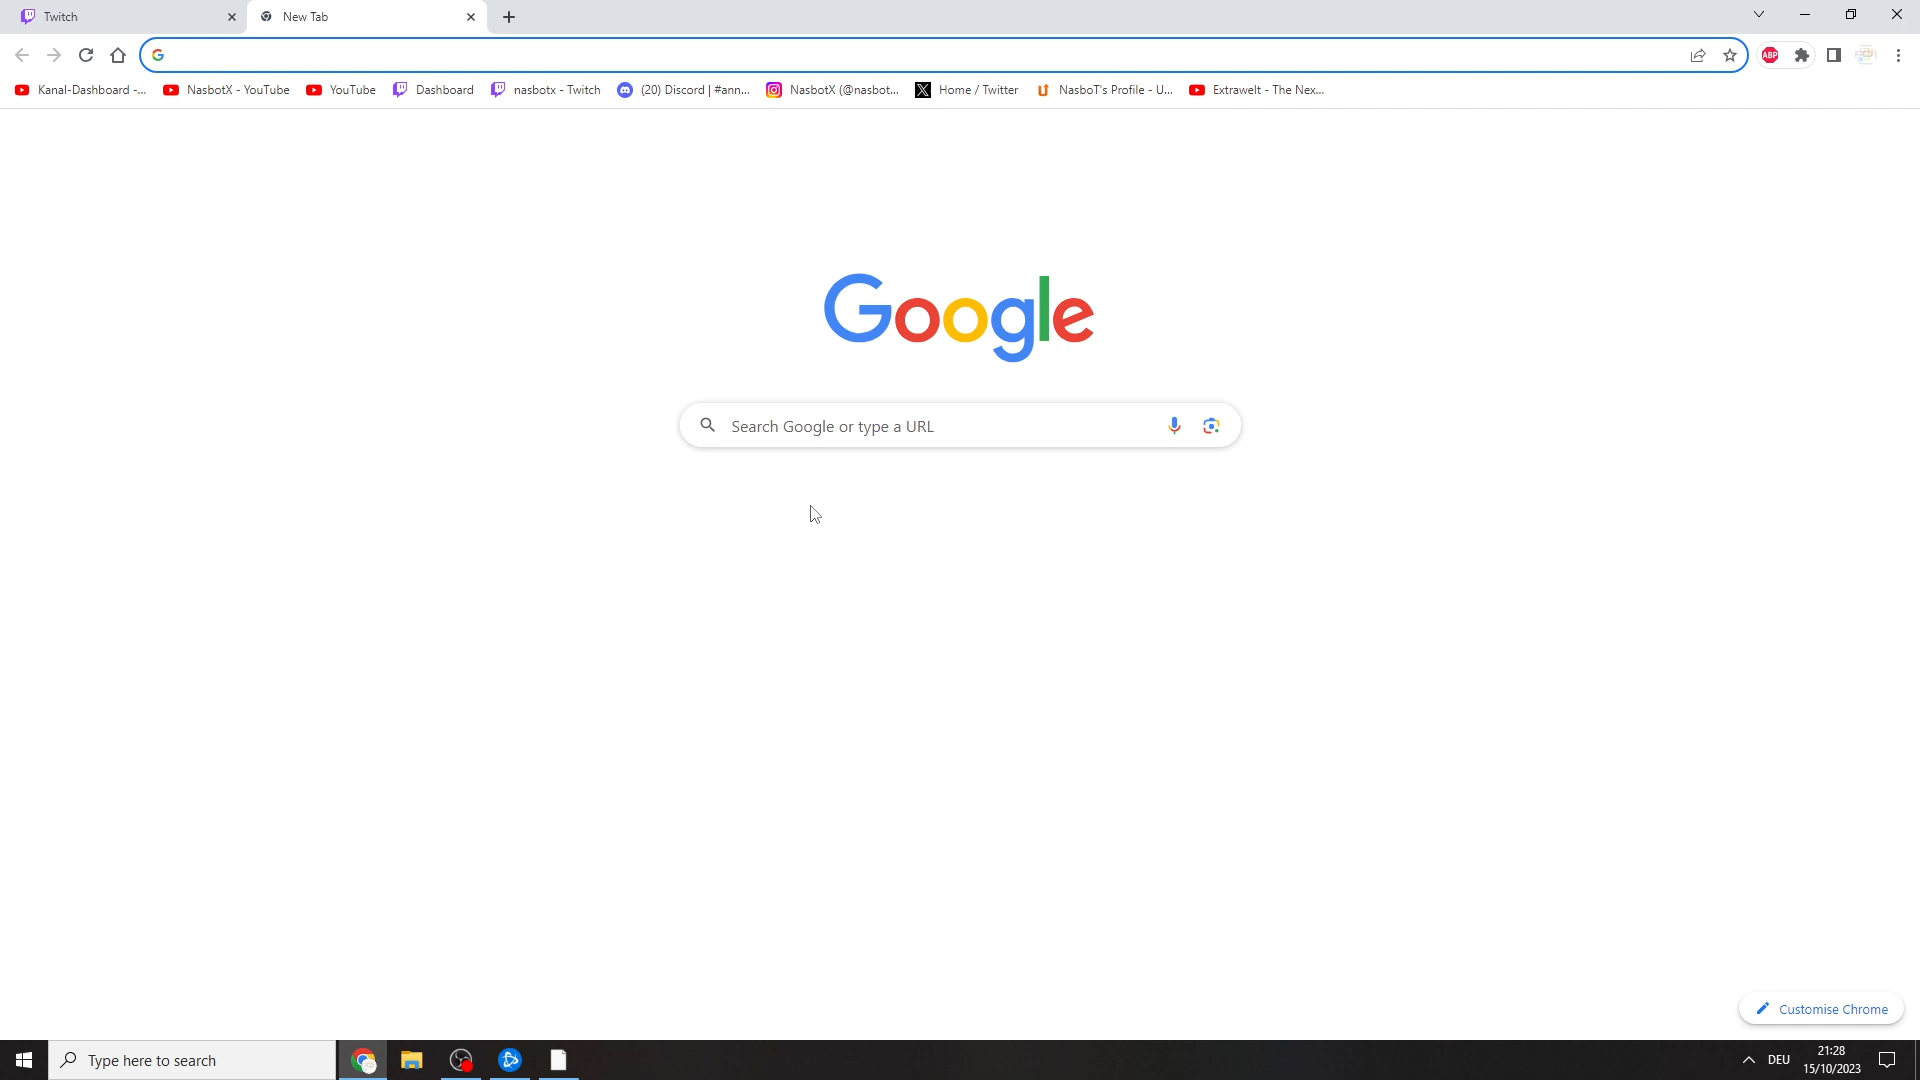 Twitch
New Tab
Kanal-Dashboard -...
NasbotX - YouTube
YouTube
Dashboard
nasbotx - Twitch
(20) Discord | #ann...
NasbotX (@nasbot...
Home / Twitter
NasboT's Profile - U...
Extrawelt - The Nex...
ABP
Google
Search Google or type a URL
Customise Chrome
Type here to search
DEU
21:28
15/10/2023